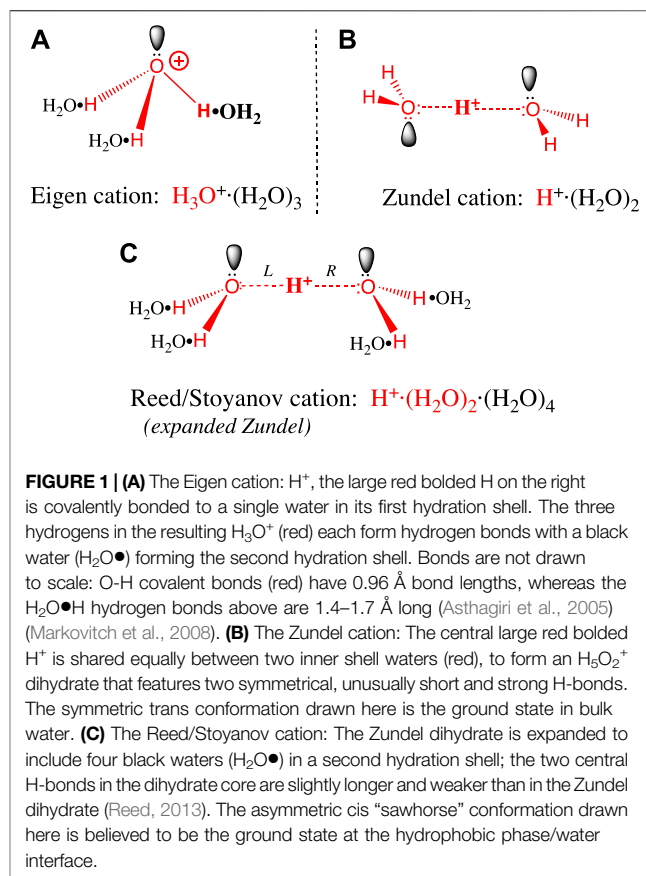 A
O
⊕
H₂O•H
H₂O•H
H•OH₂
Eigen cation: H₃O⁺·(H₂O)₃
B
H
H
O:
H⁺
:O
H
H
Zundel cation: H⁺·(H₂O)₂
C
L
R
O:
H⁺
:O
H₂O•H
H₂O•H
H•OH₂
H₂O•H
Reed/Stoyanov cation: H⁺·(H₂O)₂·(H₂O)₄
(expanded Zundel)
FIGURE 1 | (A) The Eigen cation: H⁺, the large red bolded H on the right
is covalently bonded to a single water in its first hydration shell. The three
hydrogens in the resulting H₃O⁺ (red) each form hydrogen bonds with a black
water (H₂O●) forming the second hydration shell. Bonds are not drawn
to scale: O-H covalent bonds (red) have 0.96 Å bond lengths, whereas the
H₂O●H hydrogen bonds above are 1.4–1.7 Å long (Asthagiri et al., 2005)
(Markovitch et al., 2008). (B) The Zundel cation: The central large red bolded
H⁺ is shared equally between two inner shell waters (red), to form an H₅O₂⁺
dihydrate that features two symmetrical, unusually short and strong H-bonds.
The symmetric trans conformation drawn here is the ground state in bulk
water. (C) The Reed/Stoyanov cation: The Zundel dihydrate is expanded to
include four black waters (H₂O●) in a second hydration shell; the two central
H-bonds in the dihydrate core are slightly longer and weaker than in the Zundel
dihydrate (Reed, 2013). The asymmetric cis “sawhorse” conformation drawn
here is believed to be the ground state at the hydrophobic phase/water
interface.